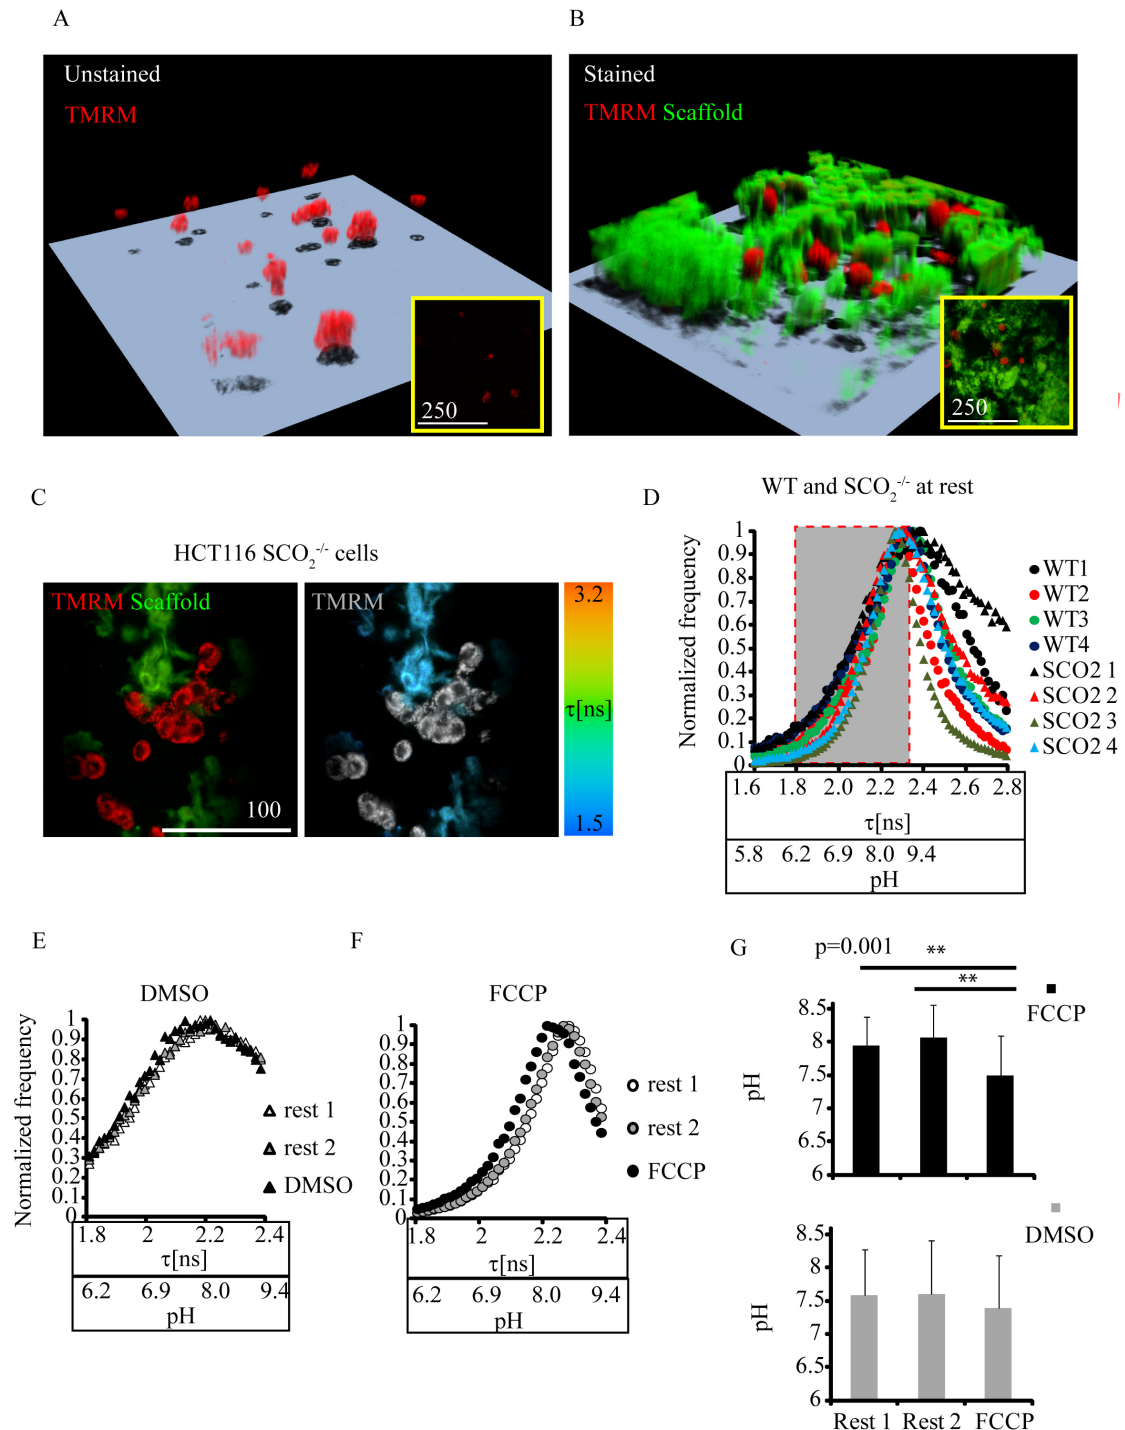 A
Unstained
TMRM
250
B
Stained
TMRM Scaffold
250
C
HCT116 SCO2-/- cells
TMRM Scaffold
100
TMRM
3.2
τ[ns]
1.5
D
WT and SCO2-/- at rest
Normalized frequency
1
0.9
0.8
0.7
0.6
0.5
0.4
0.3
0.2
0.1
0
1.6 1.8 2.0 2.2 2.4 2.6 2.8
τ[ns]
5.8 6.2 6.9 8.0 9.4
pH
WT1
WT2
WT3
WT4
SCO2 1
SCO2 2
SCO2 3
SCO2 4
E
DMSO
Normalized frequency
1
0.9
0.8
0.7
0.6
0.5
0.4
0.3
0.2
0.1
0
1.8 2 2.2 2.4
τ[ns]
6.2 6.9 8.0 9.4
pH
rest 1
rest 2
DMSO
F
FCCP
1
0.9
0.8
0.7
0.6
0.5
0.4
0.3
0.2
0.1
0
1.8 2 2.2 2.4
τ[ns]
6.2 6.9 8.0 9.4
pH
rest 1
rest 2
FCCP
G
p=0.001
**
**
FCCP
pH
8.5
8
7.5
7
6.5
6
DMSO
pH
8.5
8
7.5
7
6.5
6
Rest 1 Rest 2 FCCP